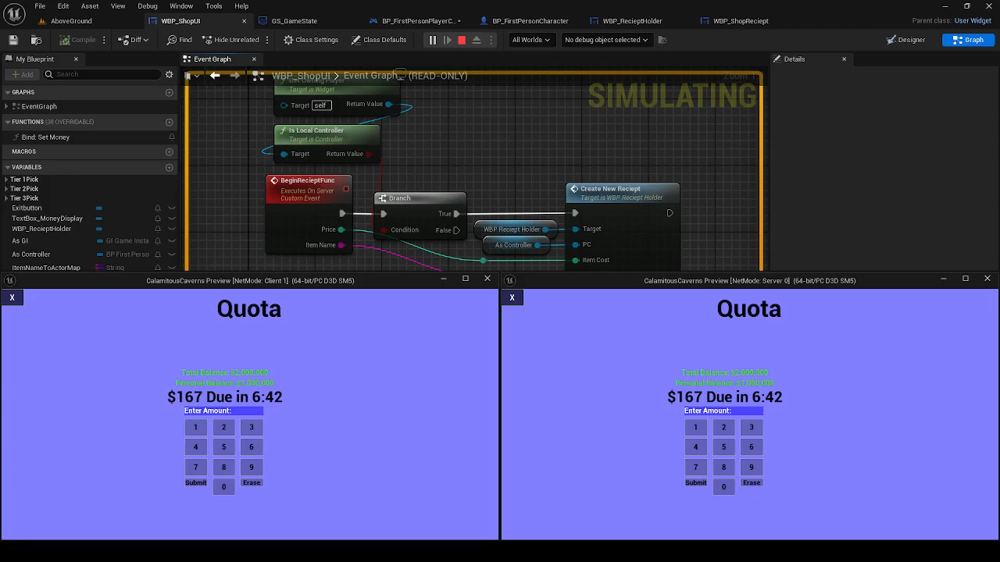 File Edit Asset View Debug Window Tools Help
AboveGround WBP_ShopUI GS_GameState BP_FirstPersonPlayerC...* BP_FirstPersonCharacter WBP_RecieptHolder WBP_ShopReciept Parent class: User Widget
Compile Diff Find Hide Unrelated Class Settings Class Defaults All Worlds No debug object selected Designer Graph
My Blueprint Event Graph Details
Add Search WBP_ShopUI > Event Graph (READ-ONLY)
SIMULATING
GRAPHS
EventGraph
FUNCTIONS (38 OVERRIDABLE)
Bind: Set Money
MACROS
VARIABLES
Tier 1Pick
Tier 2Pick
Tier 3Pick
Exitbutton
TextBox_MoneyDisplay
WBP_RecieptHolder
As GI GI Game Insta
As Controller BP First Perso
ItemNameToActorMap String
Get Owning Player
Target is Widget
Target self Return Value
Is Local Controller
Target is Controller
Target Return Value
BeginRecieptFunc
Executes On Server
Custom Event
Price
Item Name
Branch
True
Condition False
WBP Reciept Holder
As Controller
Create New Reciept
Target is WBP Reciept Holder
Target
PC
Item Cost
CalamitousCaverns Preview [NetMode: Client 1] (64-bit/PC D3D SM5)
X
Quota
Total Balance: $2,000,000
Personal Balance: $1,000,000
$167 Due in 6:42
Enter Amount:
1 2 3
4 5 6
7 8 9
Submit 0 Erase
CalamitousCaverns Preview [NetMode: Server 0] (64-bit/PC D3D SM5)
X
Quota
Total Balance: $2,000,000
Personal Balance: $1,000,000
$167 Due in 6:42
Enter Amount:
1 2 3
4 5 6
7 8 9
Submit 0 Erase